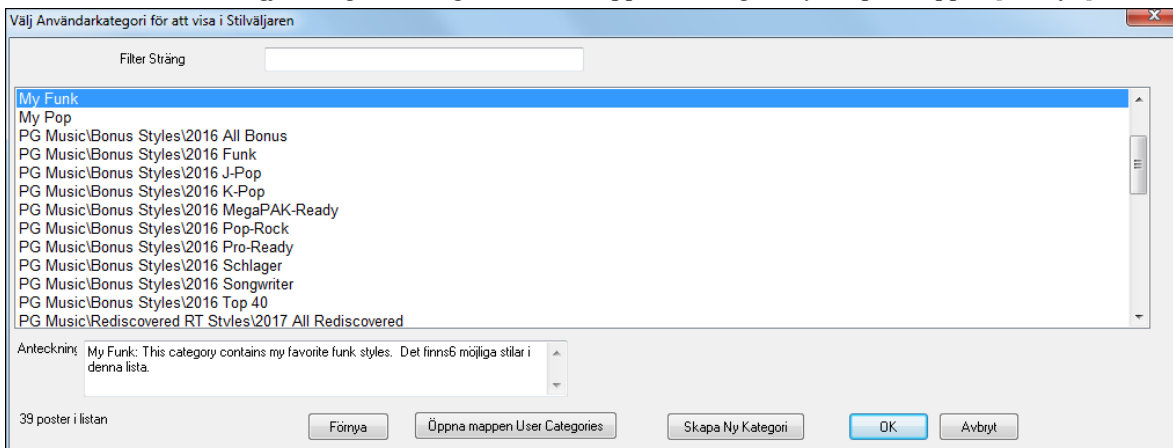 Välj Användarkategori för att visa i Stilväljaren
Filter Sträng
My Funk
My Pop
PG Music\Bonus Styles\2016 All Bonus
PG Music\Bonus Styles\2016 Funk
PG Music\Bonus Styles\2016 J-Pop
PG Music\Bonus Styles\2016 K-Pop
PG Music\Bonus Styles\2016 MegaPAK-Ready
PG Music\Bonus Styles\2016 Pop-Rock
PG Music\Bonus Styles\2016 Pro-Ready
PG Music\Bonus Styles\2016 Schlager
PG Music\Bonus Styles\2016 Songwriter
PG Music\Bonus Styles\2016 Top 40
PG Music\Rediscovered RT Styles\2017 All Rediscovered
Anteckning
My Funk: This category contains my favorite funk styles. Det finns6 möjliga stilar i
denna lista.
39 poster i listan
Förnya
Öppna mappen User Categories
Skapa Ny Kategori
OK
Avbryt